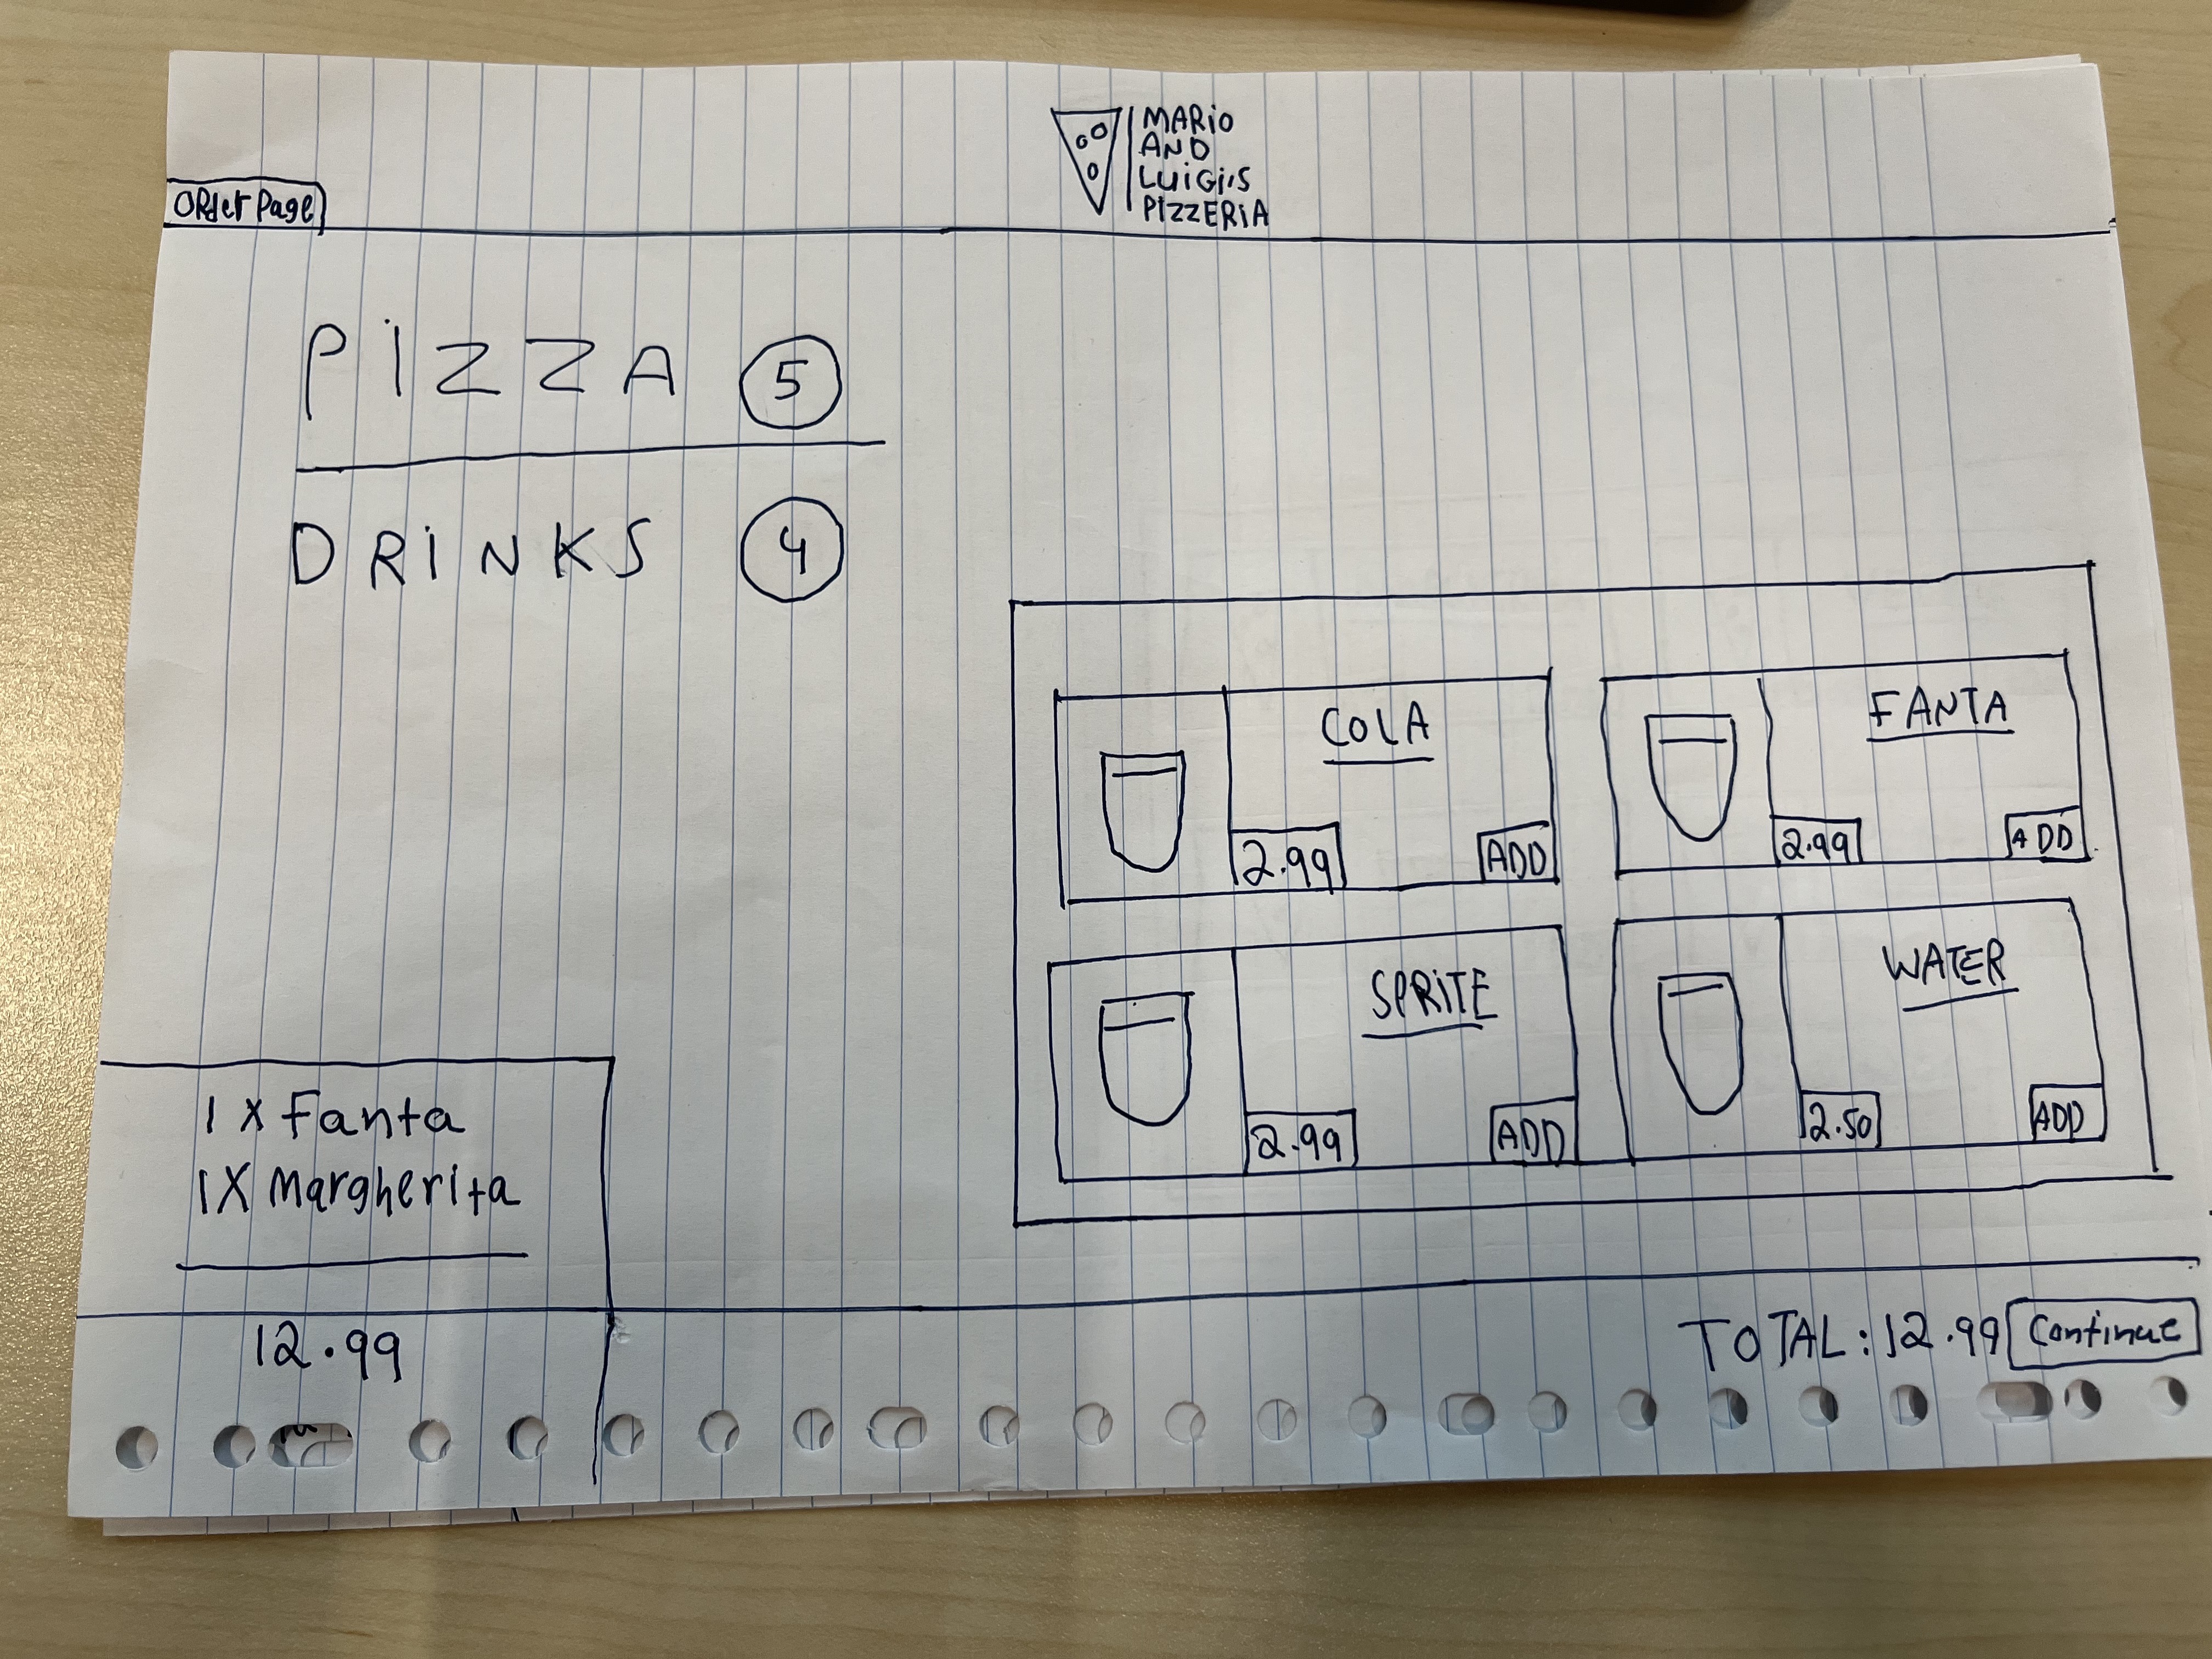 MARIO
AND
LUIGI'S
PIZZERIA
Order Page
PIZZA 5
DRINKS 4
COLA
2.99 ADD
FANTA
2.99 ADD
SPRITE
2.99 ADD
WATER
2.50 ADD
1 x Fanta
1 X Margherita
12.99
TOTAL: 12.99 Continue